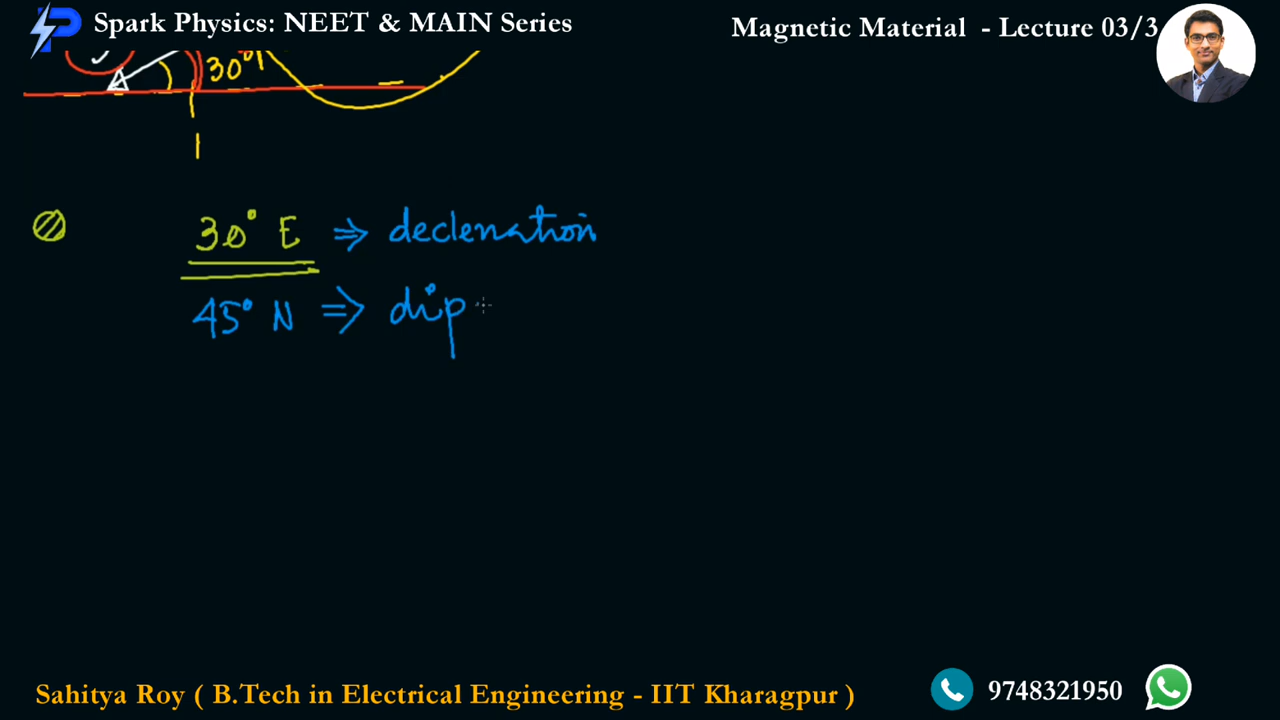 Spark Physics: NEET & MAIN Series
Magnetic Material - Lecture 03/3
30°
30° E ⇒ declenation
45° N ⇒ dip
Sahitya Roy ( B.Tech in Electrical Engineering - IIT Kharagpur )
9748321950